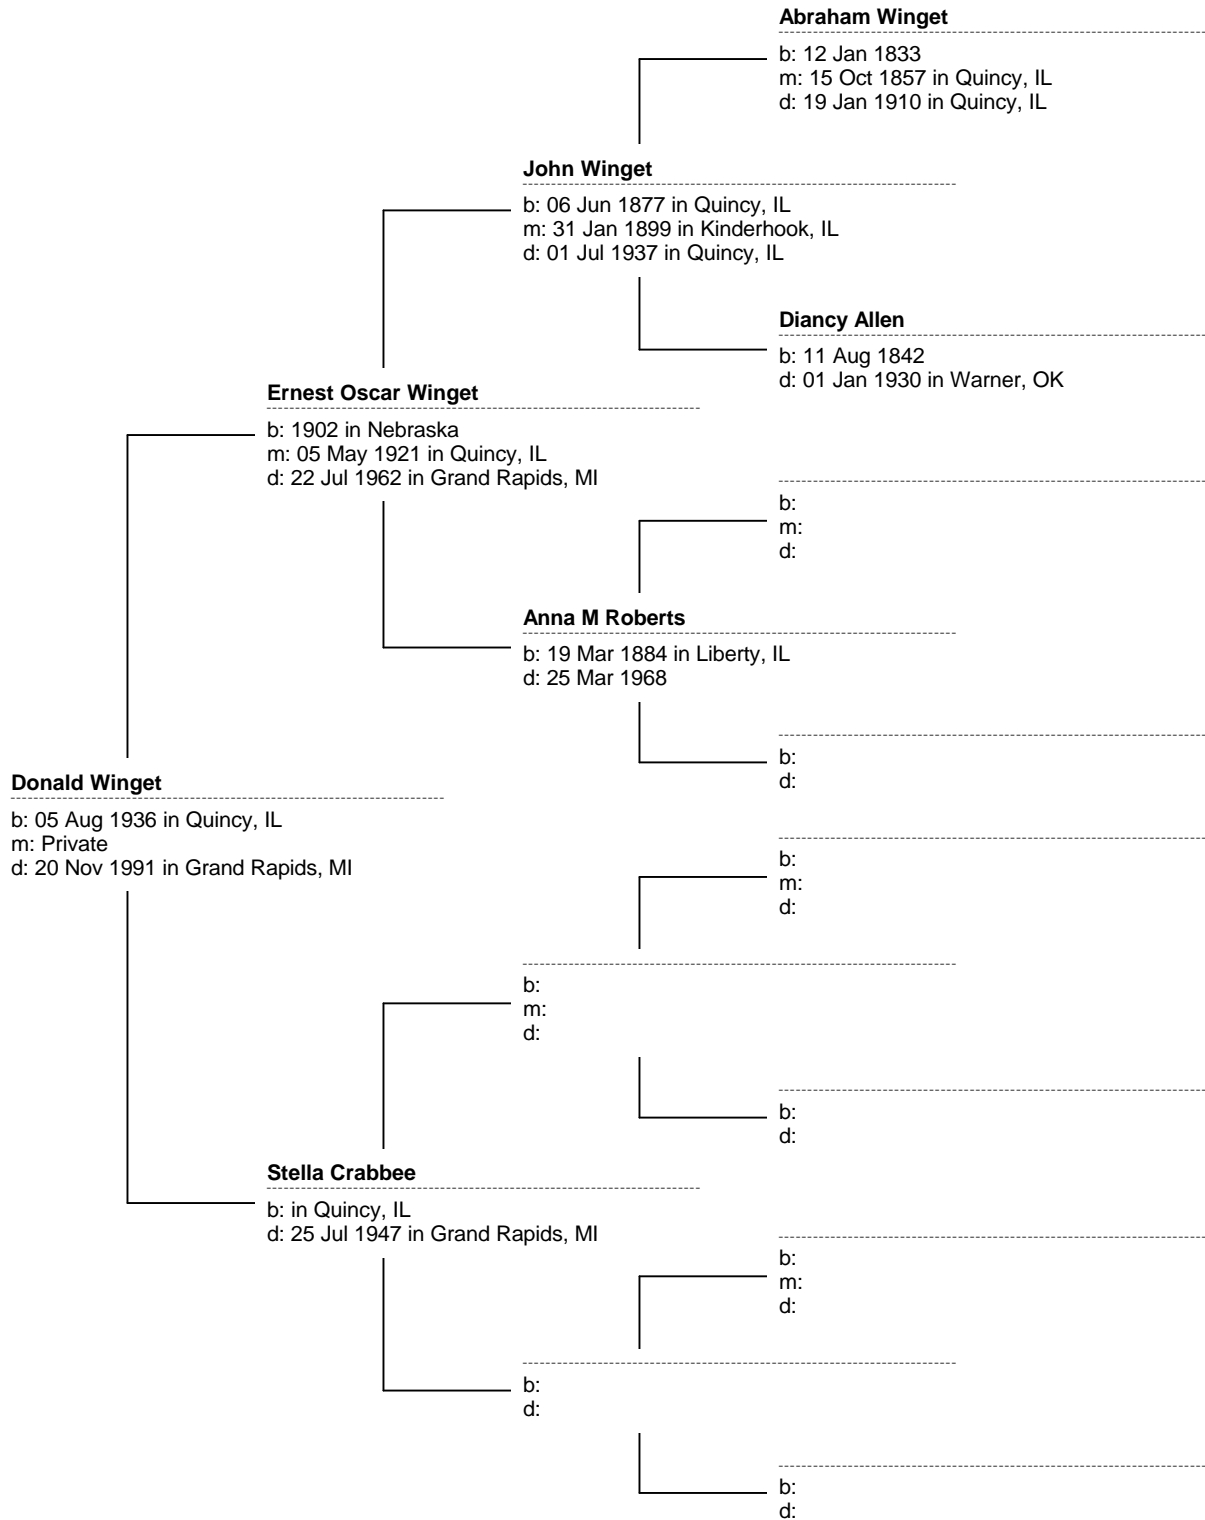 Abraham Winget
b: 12 Jan 1833
m: 15 Oct 1857 in Quincy, IL
d: 19 Jan 1910 in Quincy, IL
John Winget
b: 06 Jun 1877 in Quincy, IL
m: 31 Jan 1899 in Kinderhook, IL
d: 01 Jul 1937 in Quincy, IL
Diancy Allen
b: 11 Aug 1842
d: 01 Jan 1930 in Warner, OK
Ernest Oscar Winget
b: 1902 in Nebraska
m: 05 May 1921 in Quincy, IL
d: 22 Jul 1962 in Grand Rapids, MI
b:
m:
d:
Anna M Roberts
b: 19 Mar 1884 in Liberty, IL
d: 25 Mar 1968
b:
d:
Donald Winget
b: 05 Aug 1936 in Quincy, IL
m: Private
d: 20 Nov 1991 in Grand Rapids, MI
b:
m:
d:
b:
m:
d:
b:
d:
Stella Crabbee
b: in Quincy, IL
d: 25 Jul 1947 in Grand Rapids, MI
b:
m:
d:
b:
d:
b:
d: